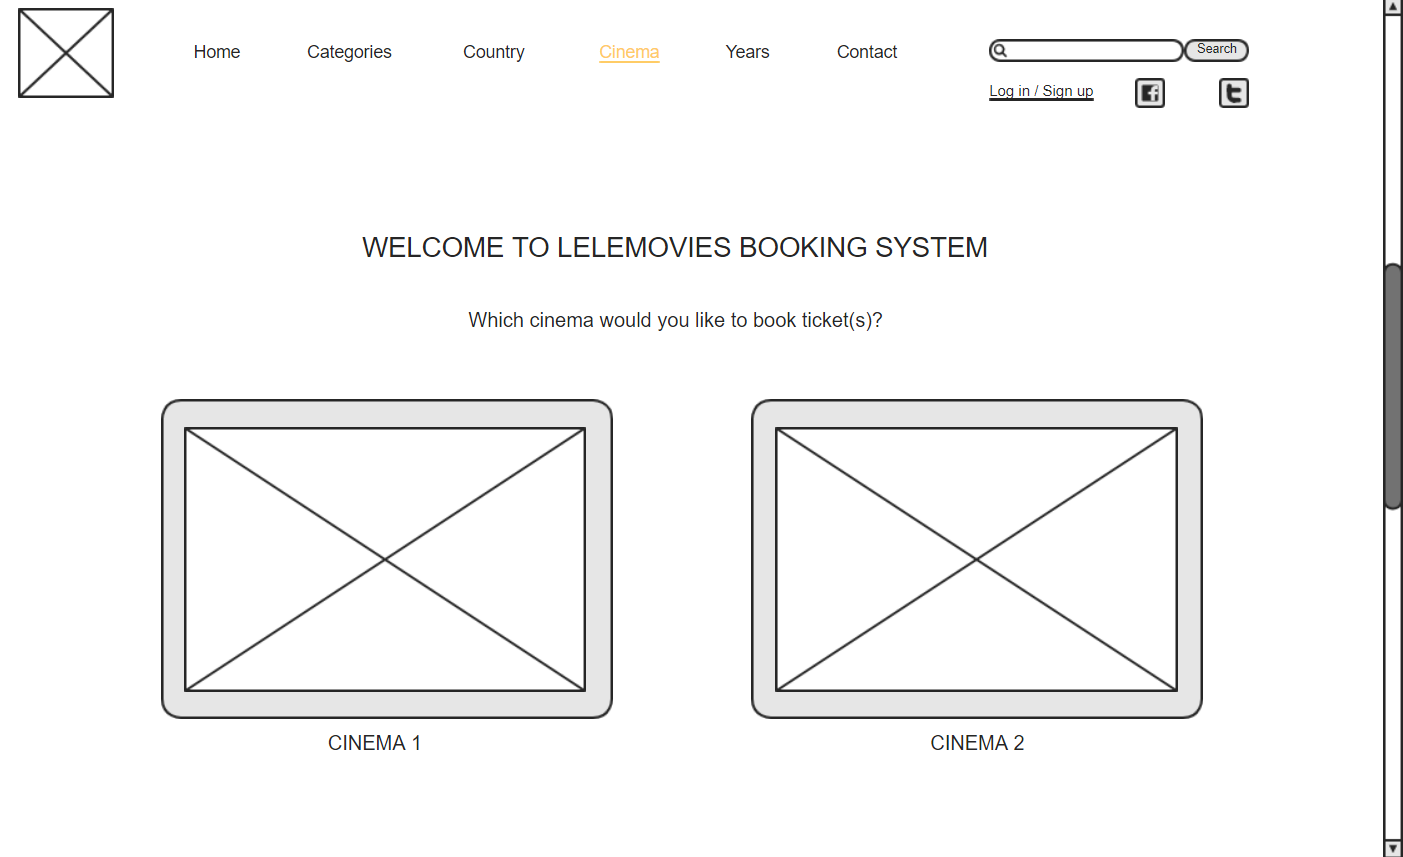 Home Categories Country Cinema Years Contact Search
Log in / Sign up
WELCOME TO LELEMOVIES BOOKING SYSTEM
Which cinema would you like to book ticket(s)?
CINEMA 1 CINEMA 2